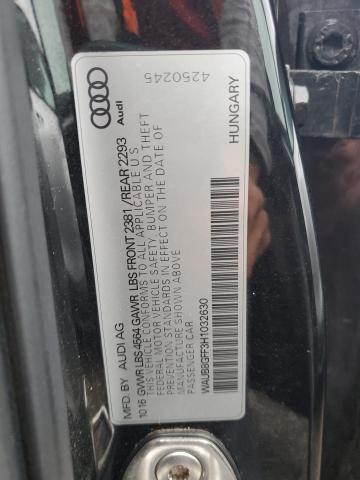 Audi
4250245
MFD. BY AUDI AG
10 16 GVWR LBS 4564 GAWR LBS FRONT 2381 / REAR 2293
THIS VEHICLE CONFORMS TO ALL APPLICABLE U S
FEDERAL MOTOR VEHICLE SAFETY, BUMPER AND THEFT
PREVENTION STANDARDS IN EFFECT ON THE DATE OF
MANUFACTURE SHOWN ABOVE
PASSENGER CAR
WAUB8GFF3H1032630
HUNGARY